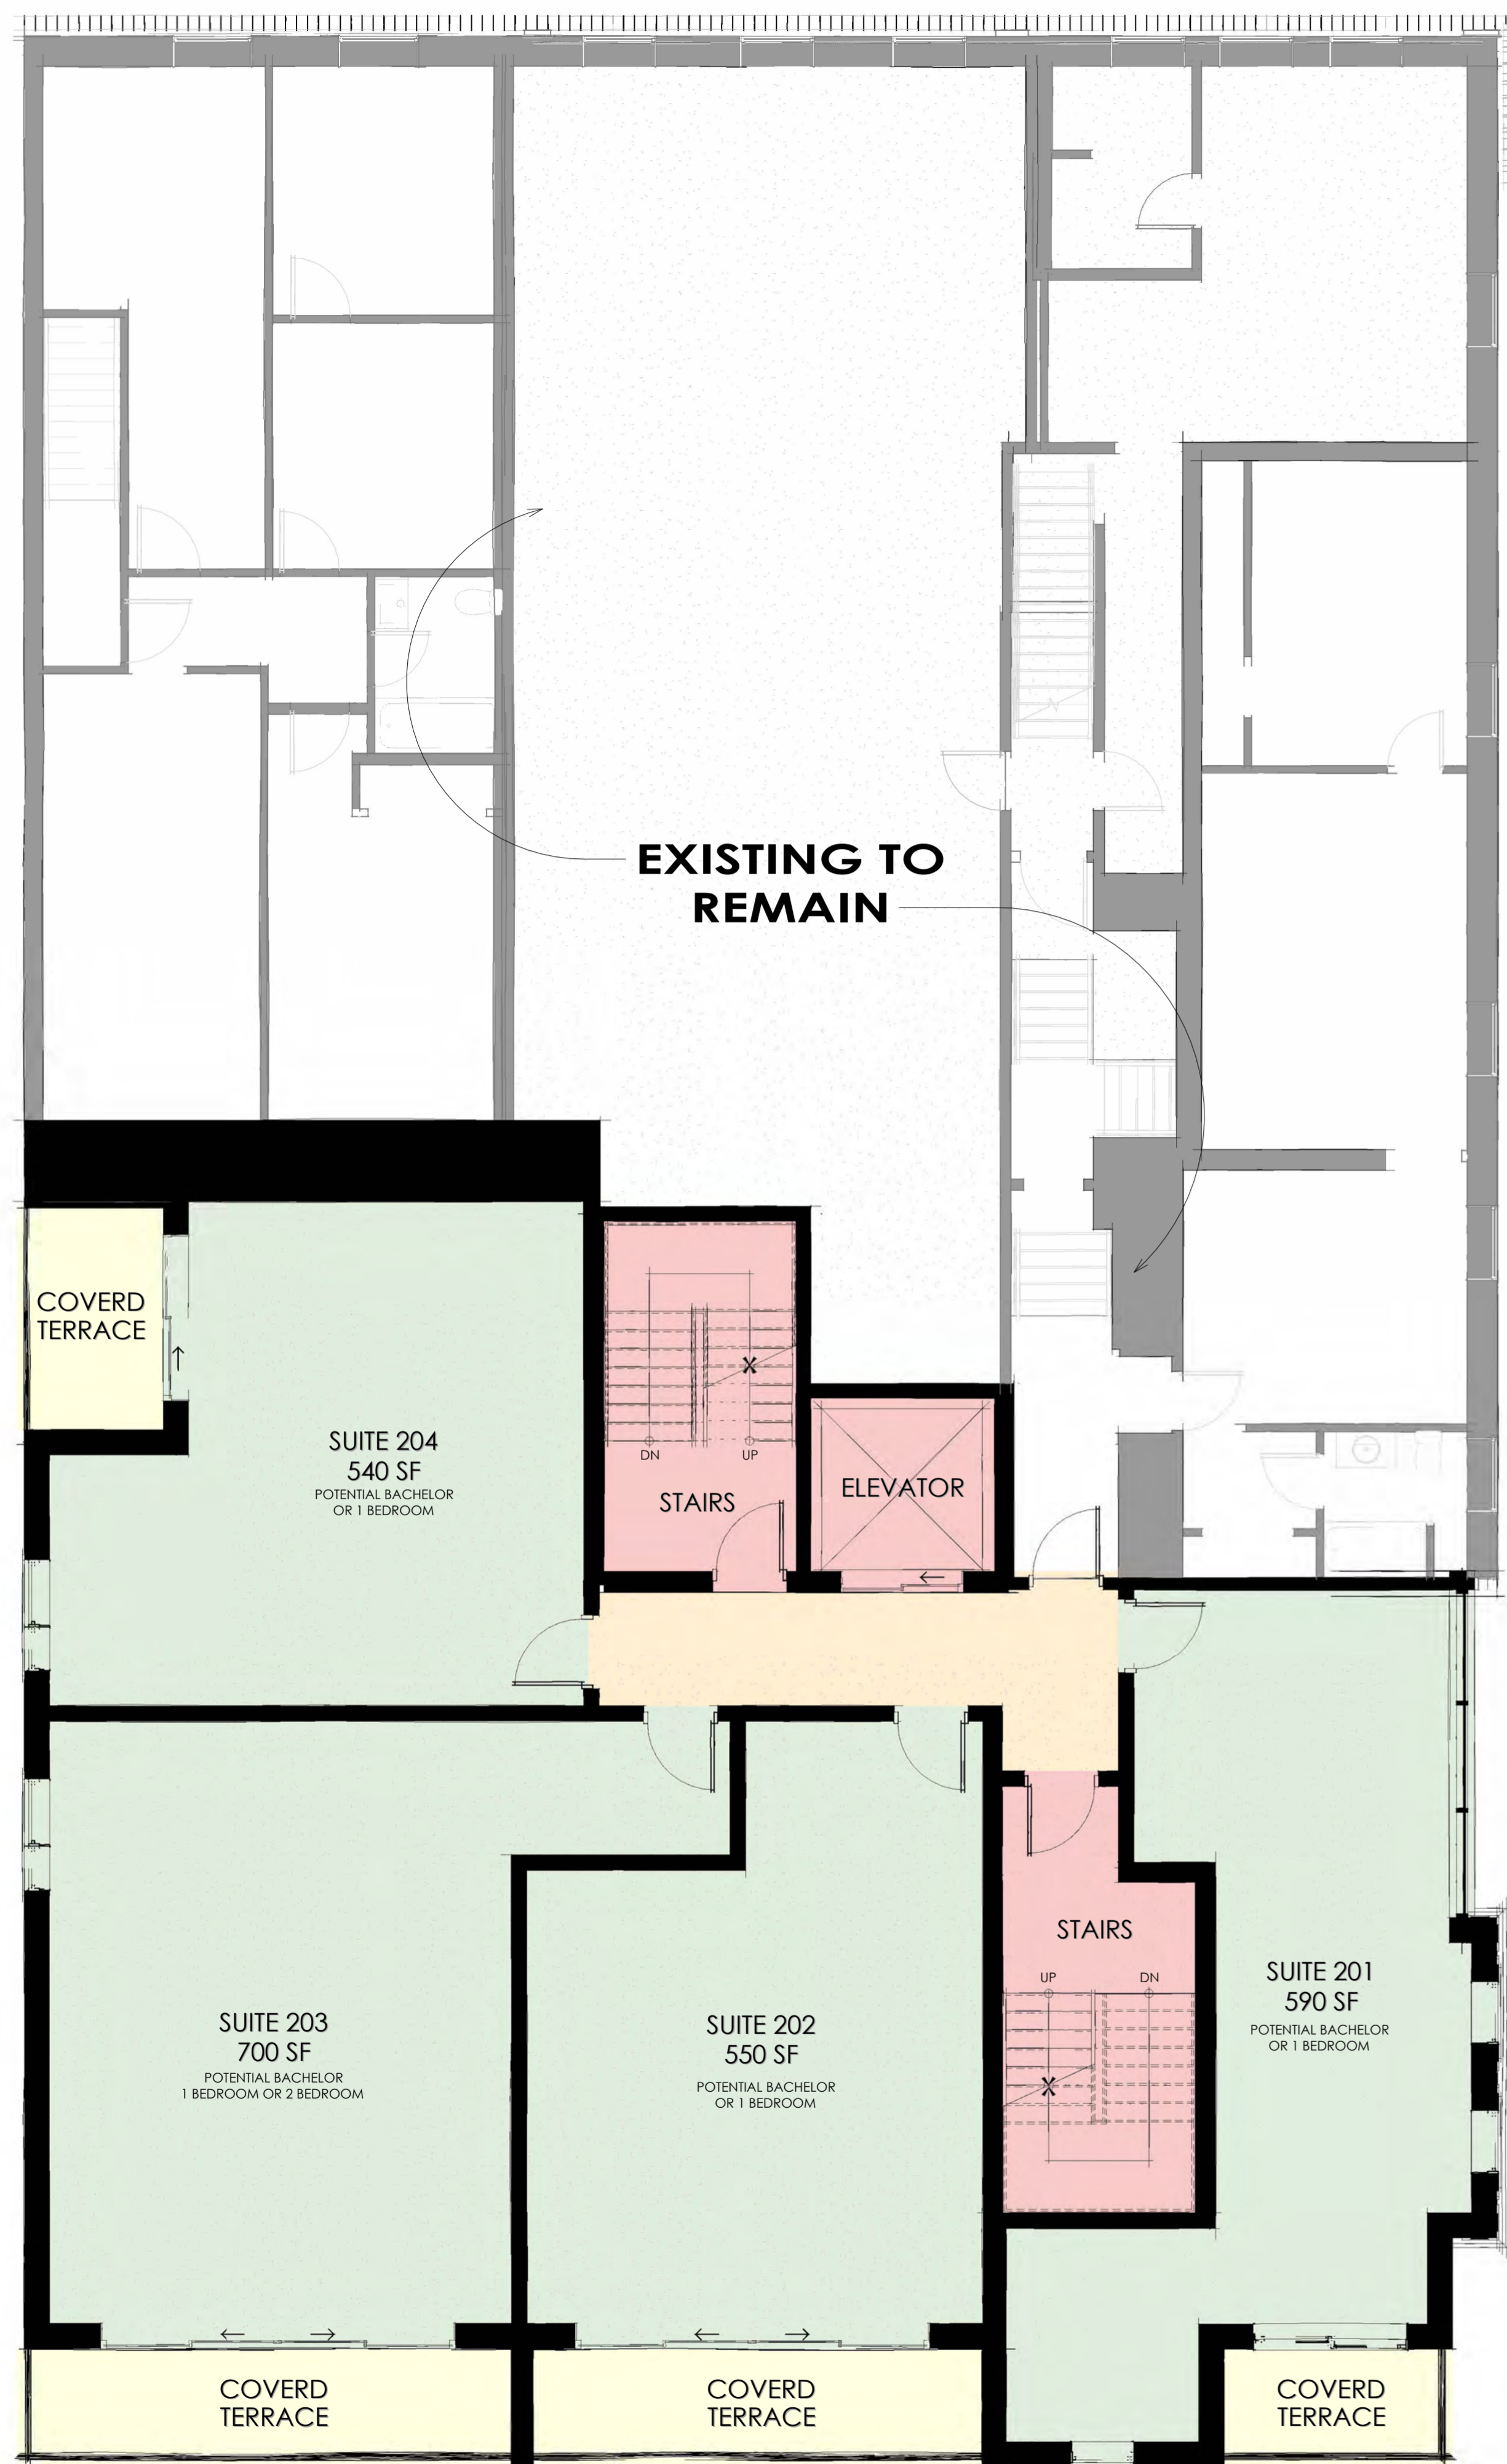 EXISTING TO
REMAIN
COVERD
TERRACE
SUITE 204
540 SF
POTENTIAL BACHELOR
OR 1 BEDROOM
DN
UP
STAIRS
ELEVATOR
STAIRS
UP
DN
SUITE 201
590 SF
POTENTIAL BACHELOR
OR 1 BEDROOM
SUITE 203
700 SF
POTENTIAL BACHELOR
1 BEDROOM OR 2 BEDROOM
SUITE 202
550 SF
POTENTIAL BACHELOR
OR 1 BEDROOM
COVERD
TERRACE
COVERD
TERRACE
COVERD
TERRACE